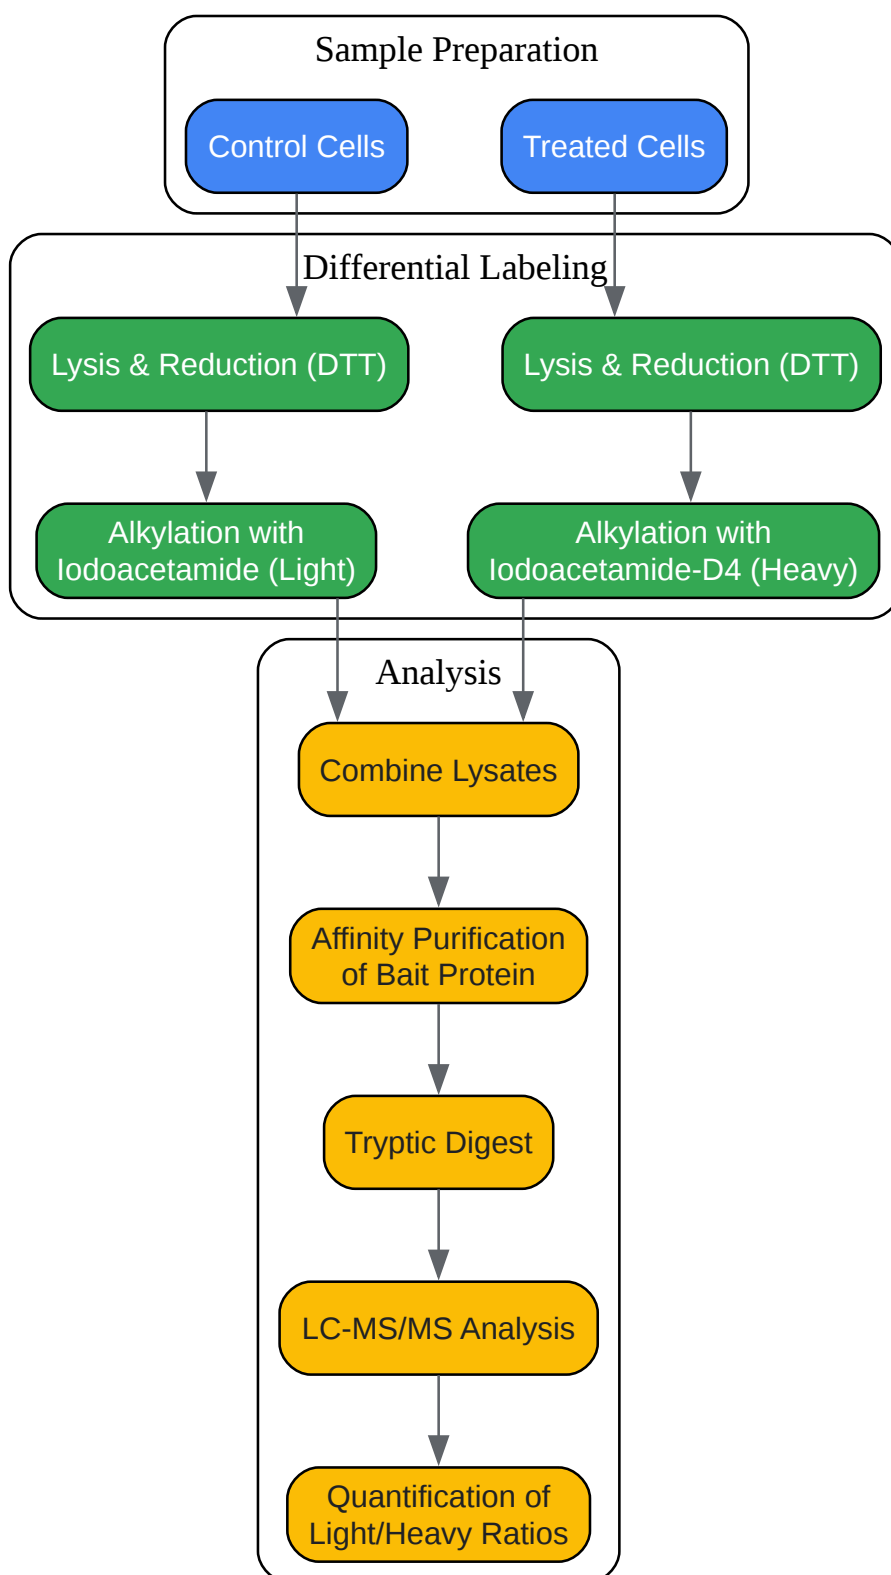 Sample Preparation
Control Cells
Treated Cells
Differential Labeling
Lysis & Reduction (DTT)
Lysis & Reduction (DTT)
Alkylation with
Iodoacetamide (Light)
Alkylation with
Iodoacetamide-D4 (Heavy)
Analysis
Combine Lysates
Affinity Purification
of Bait Protein
Tryptic Digest
LC-MS/MS Analysis
Quantification of
Light/Heavy Ratios